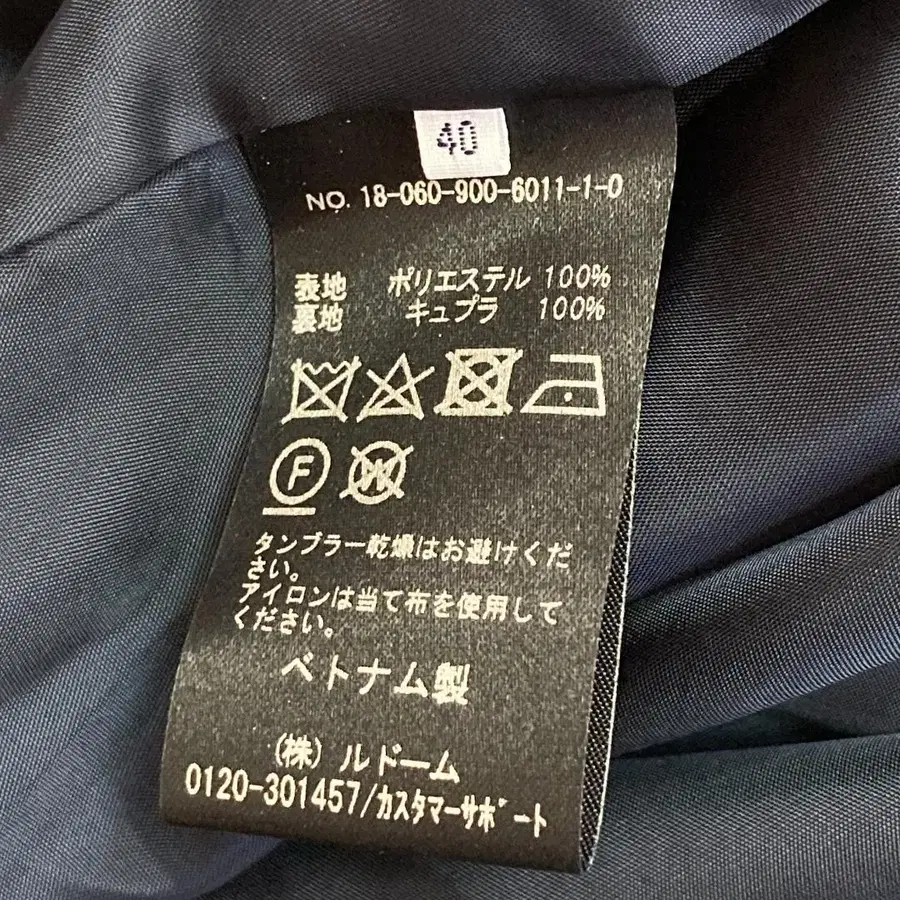 40
NO. 18-060-900-6011-1-0
表地 ポリエステル 100%
裏地 キュプラ 100%
F
W
タンブラー乾燥はお避けくだ
さい。
アイロンは当て布を使用して
ください。
ベトナム製
(株) ルドーム
0120-301457/カスタマーサポート